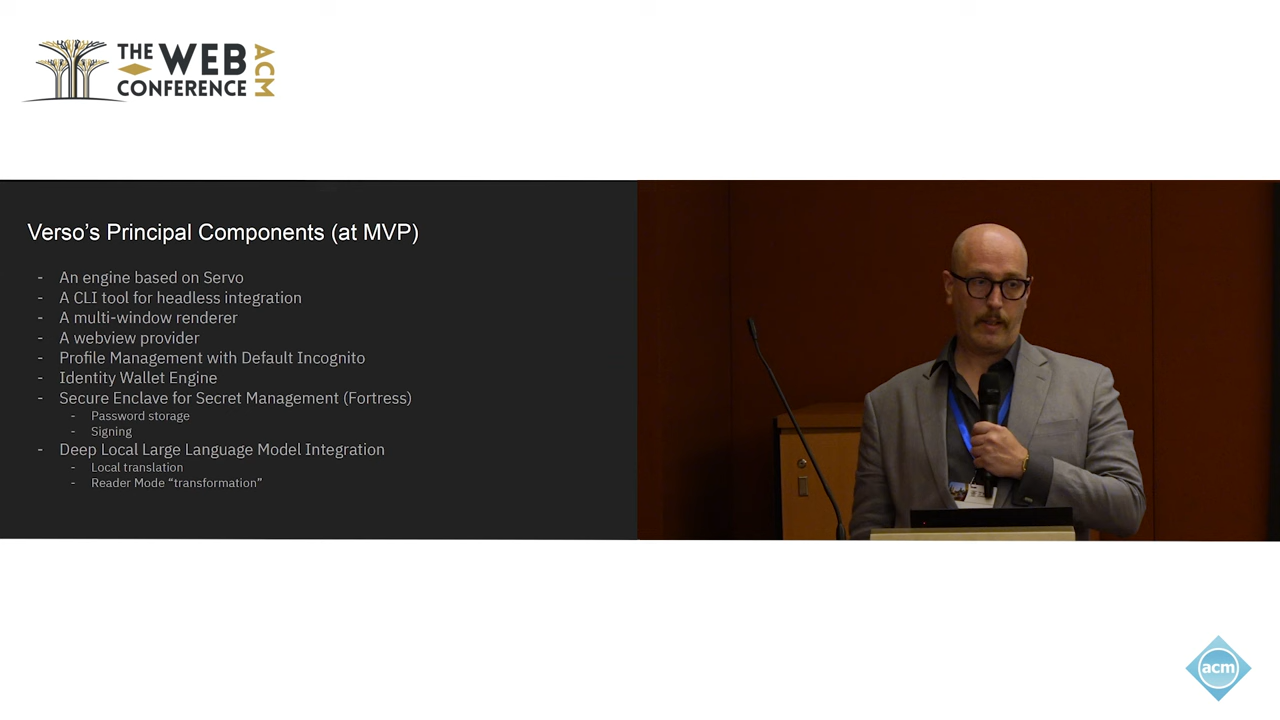 THE WEB
CONFERENCE
ACM
Verso's Principal Components (at MVP)
- An engine based on Servo
- A CLI tool for headless integration
- A multi-window renderer
- A webview provider
- Profile Management with Default Incognito
- Identity Wallet Engine
- Secure Enclave for Secret Management (Fortress)
- Password storage
- Signing
- Deep Local Large Language Model Integration
- Local translation
- Reader Mode “transformation”
acm